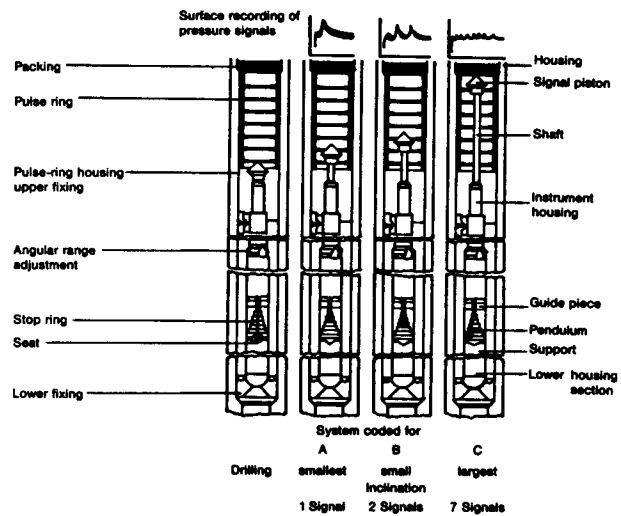 Surface recording of
pressure signals
Packing
Pulse ring
Pulse-ring housing
upper fixing
Angular range
adjustment
Stop ring
Seat
Lower fixing
Housing
Signal piston
Shaft
Instrument
housing
Guide piece
Pendulum
Support
Lower housing
section
System coded for
A B C
Drilling smallest small largest
Inclination
1 Signal 2 Signals 7 Signals